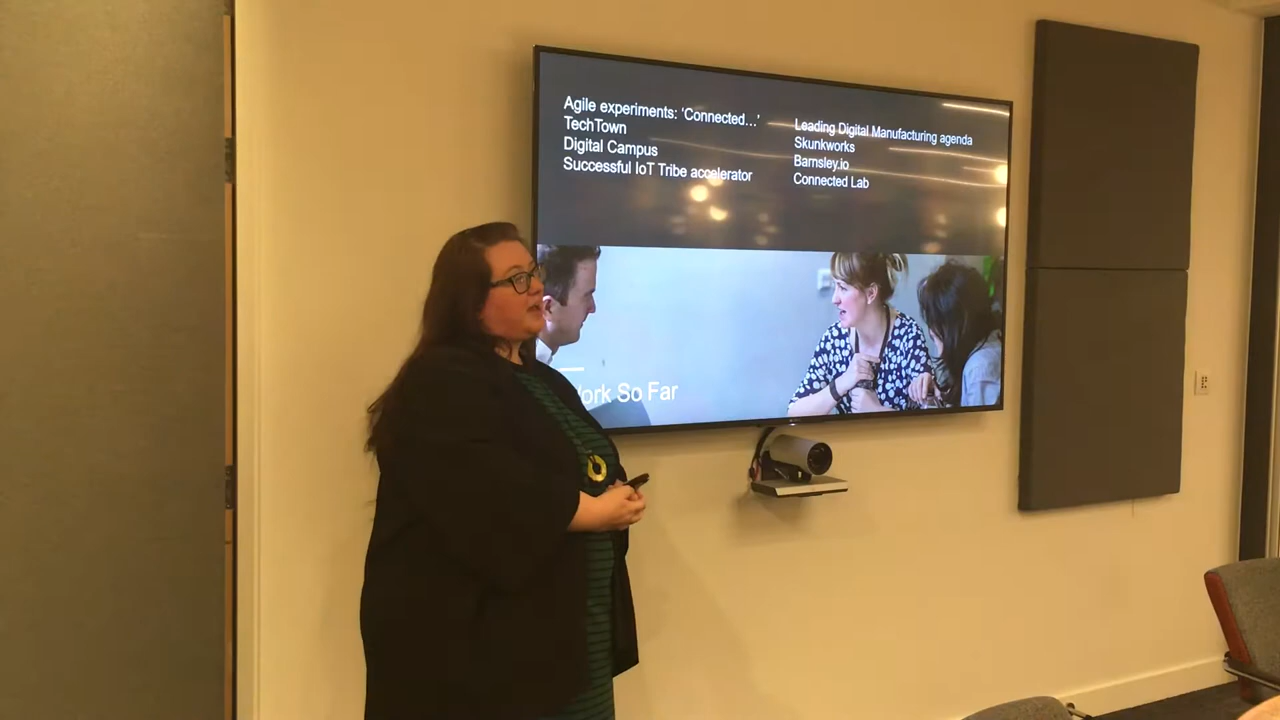 Agile experiments: ‘Connected…’
TechTown
Digital Campus
Successful IoT Tribe accelerator
Leading Digital Manufacturing agenda
Skunkworks
Barnsley.io
Connected Lab
So Far